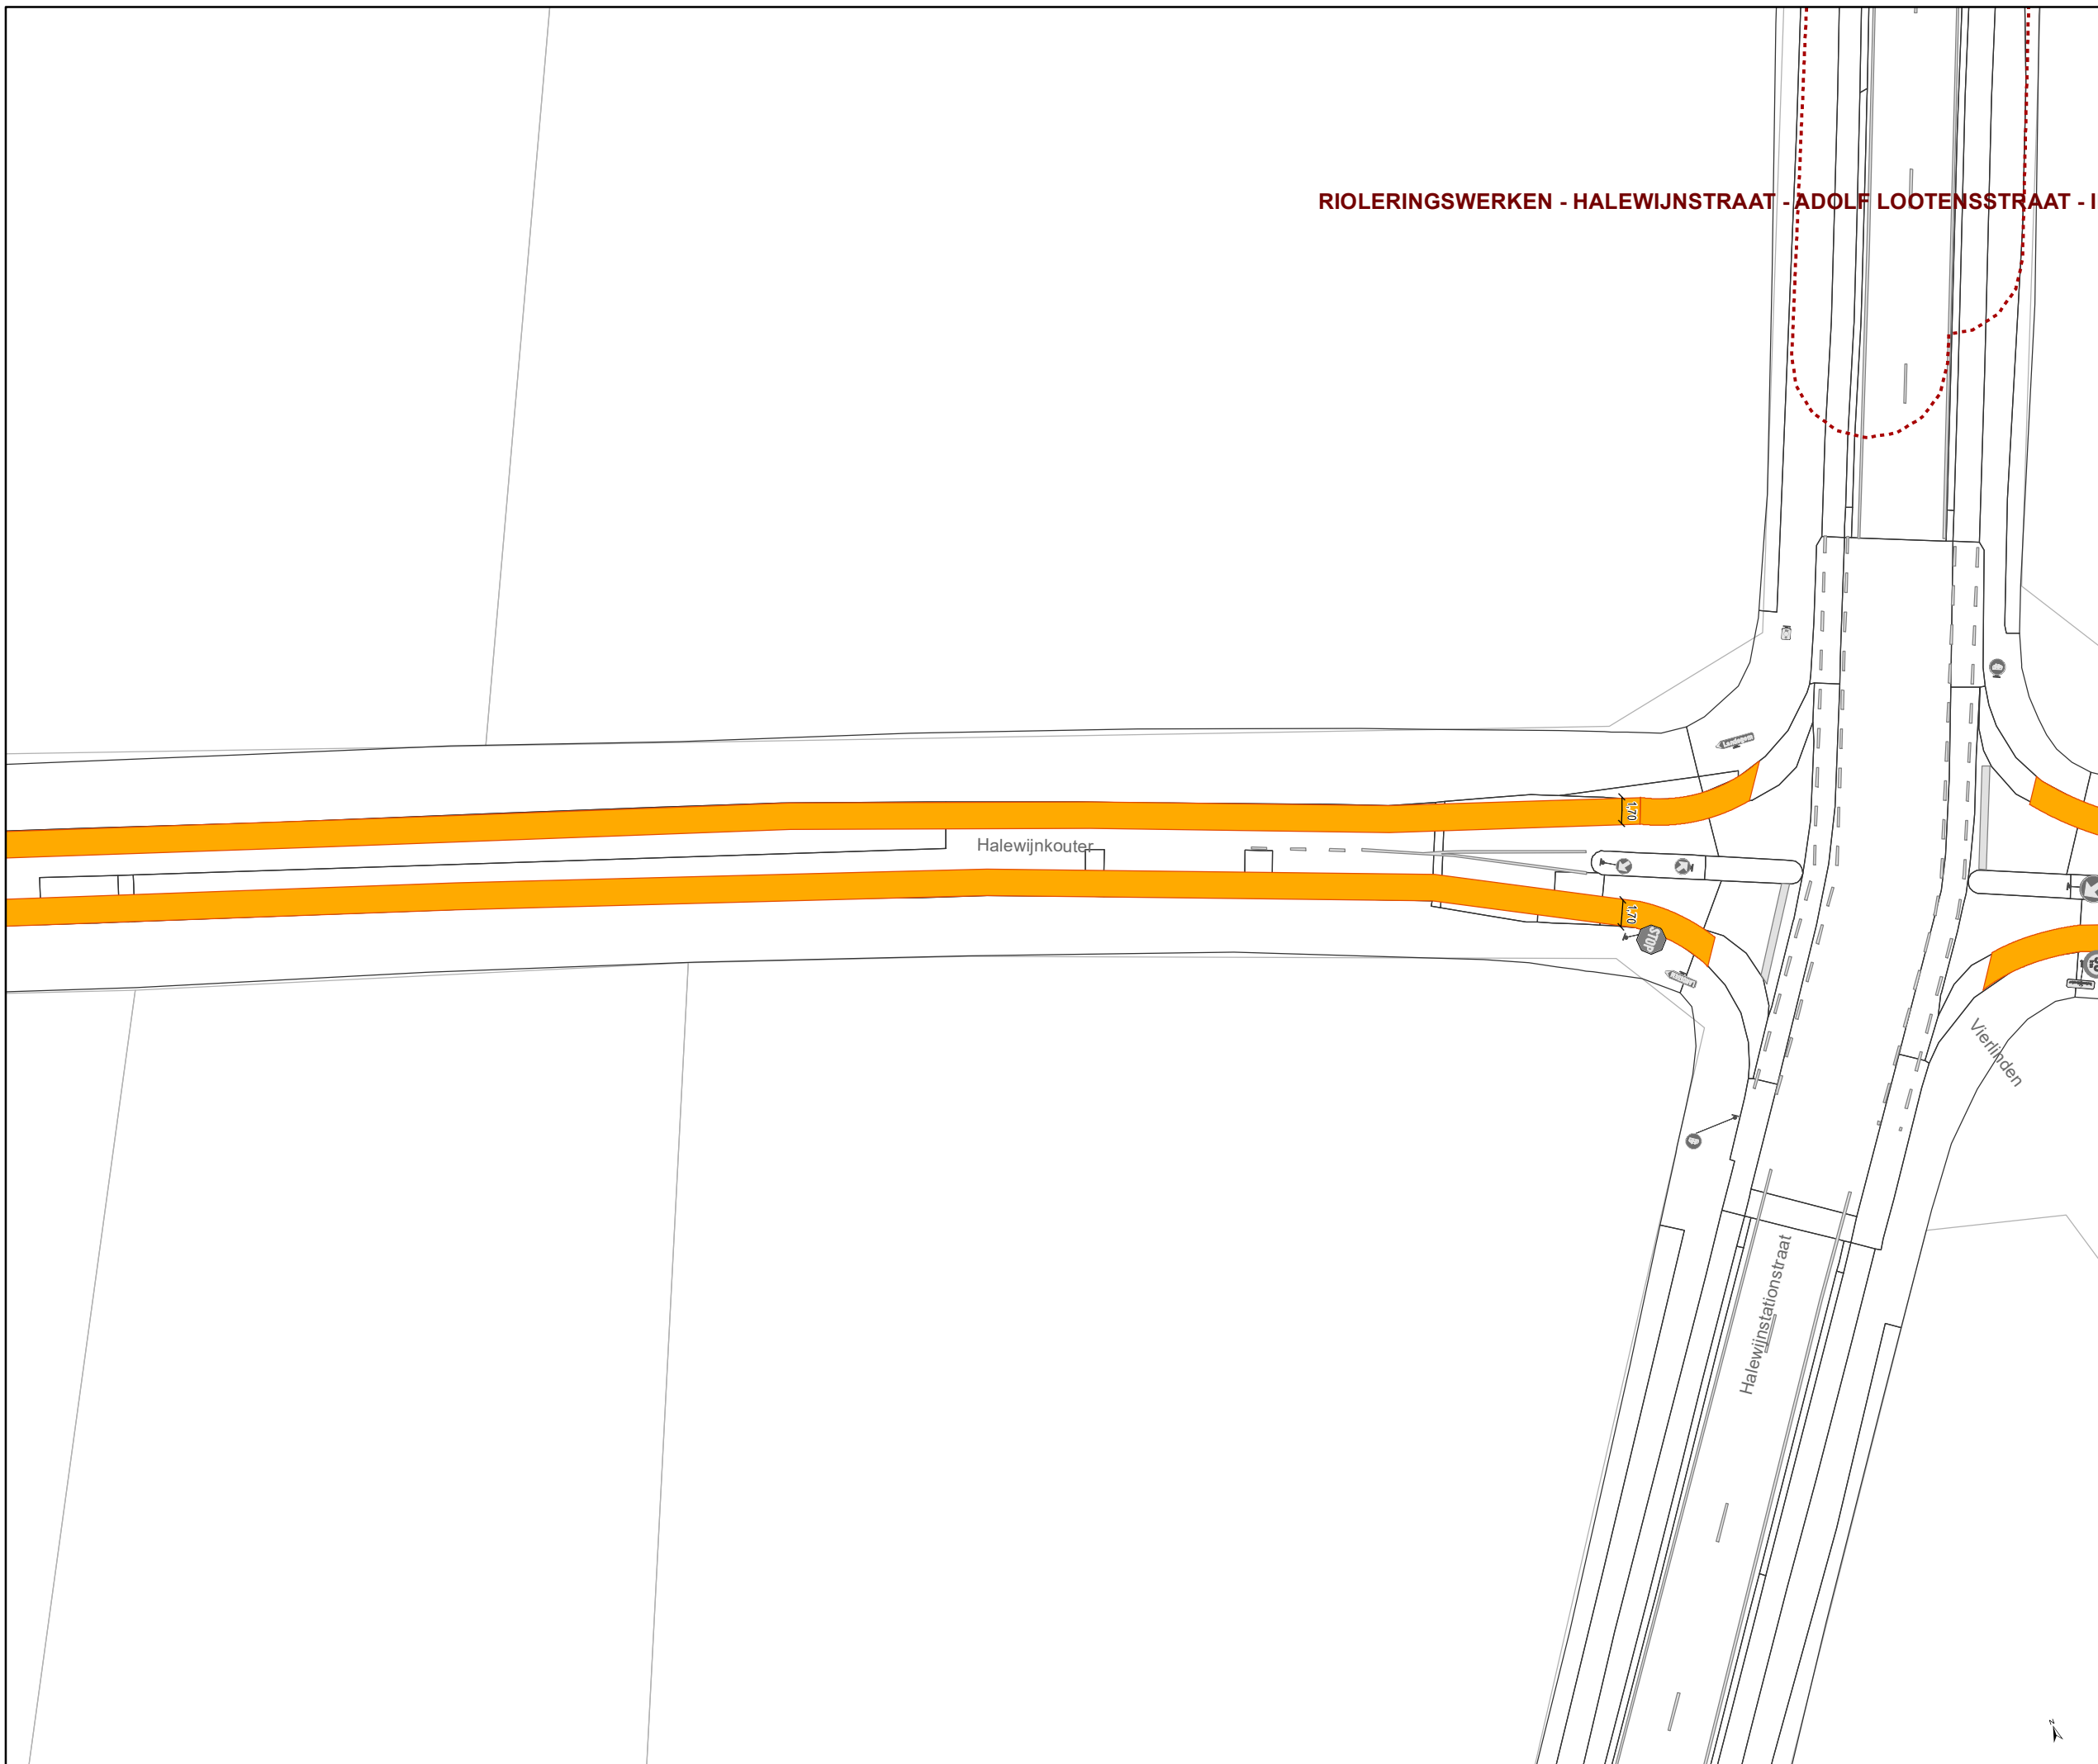 RIOLERINGSWERKEN - HALEWIJNSTRAAT - ADOLF LOOTENSSTRAAT - I
1,70
Halewijnkouter
1,70
STOP
Vierlinden
Halewijnstationstraat
N